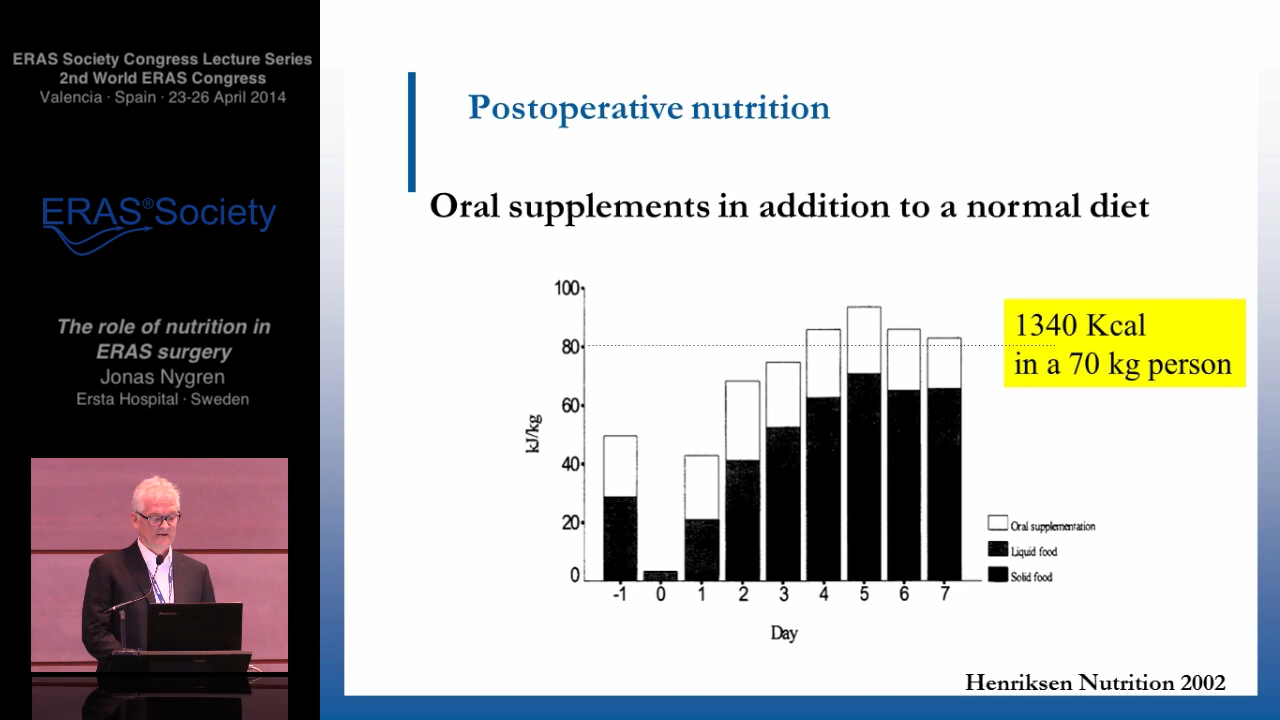 ERAS Society Congress Lecture Series
2nd World ERAS Congress
Valencia · Spain · 23-26 April 2014
ERAS®Society
The role of nutrition in
ERAS surgery
Jonas Nygren
Ersta Hospital · Sweden
Postoperative nutrition
Oral supplements in addition to a normal diet
100
80
60
40
20
0
kJ/kg
-1 0 1 2 3 4 5 6 7
Day
1340 Kcal
in a 70 kg person
Oral supplementation
Liquid food
Solid food
Henriksen Nutrition 2002